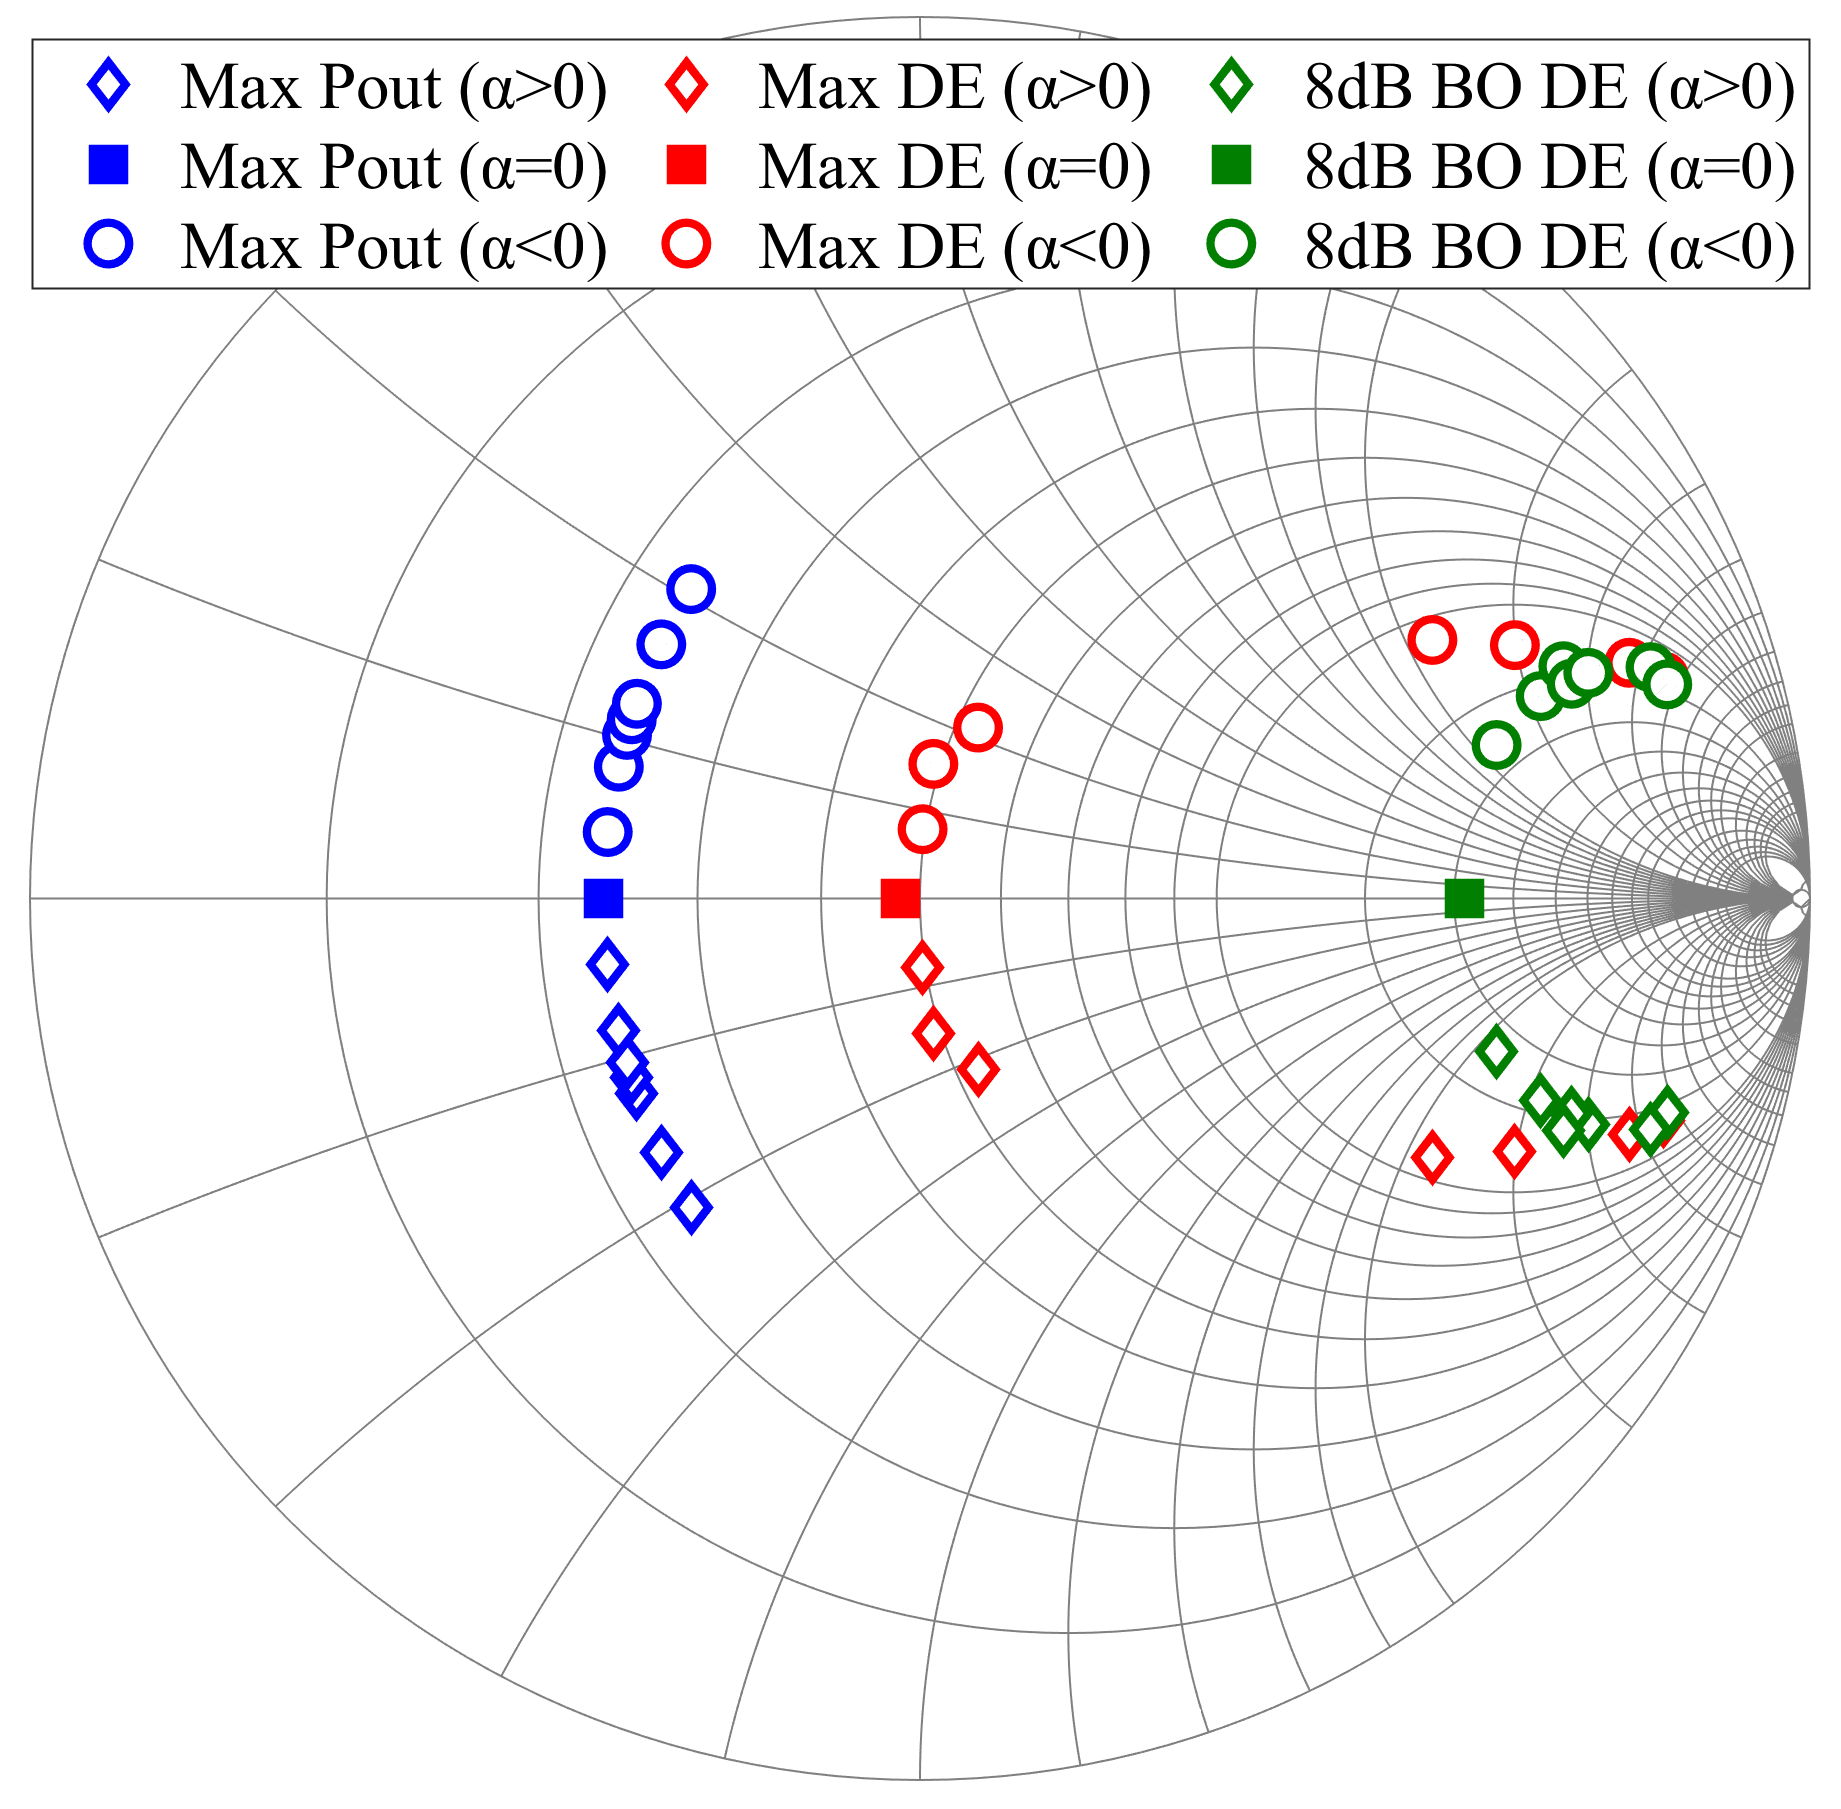 Max Pout (α>0) Max DE (α>0) 8dB BO DE (α>0)
Max Pout (α=0) Max DE (α=0) 8dB BO DE (α=0)
Max Pout (α<0) Max DE (α<0) 8dB BO DE (α<0)